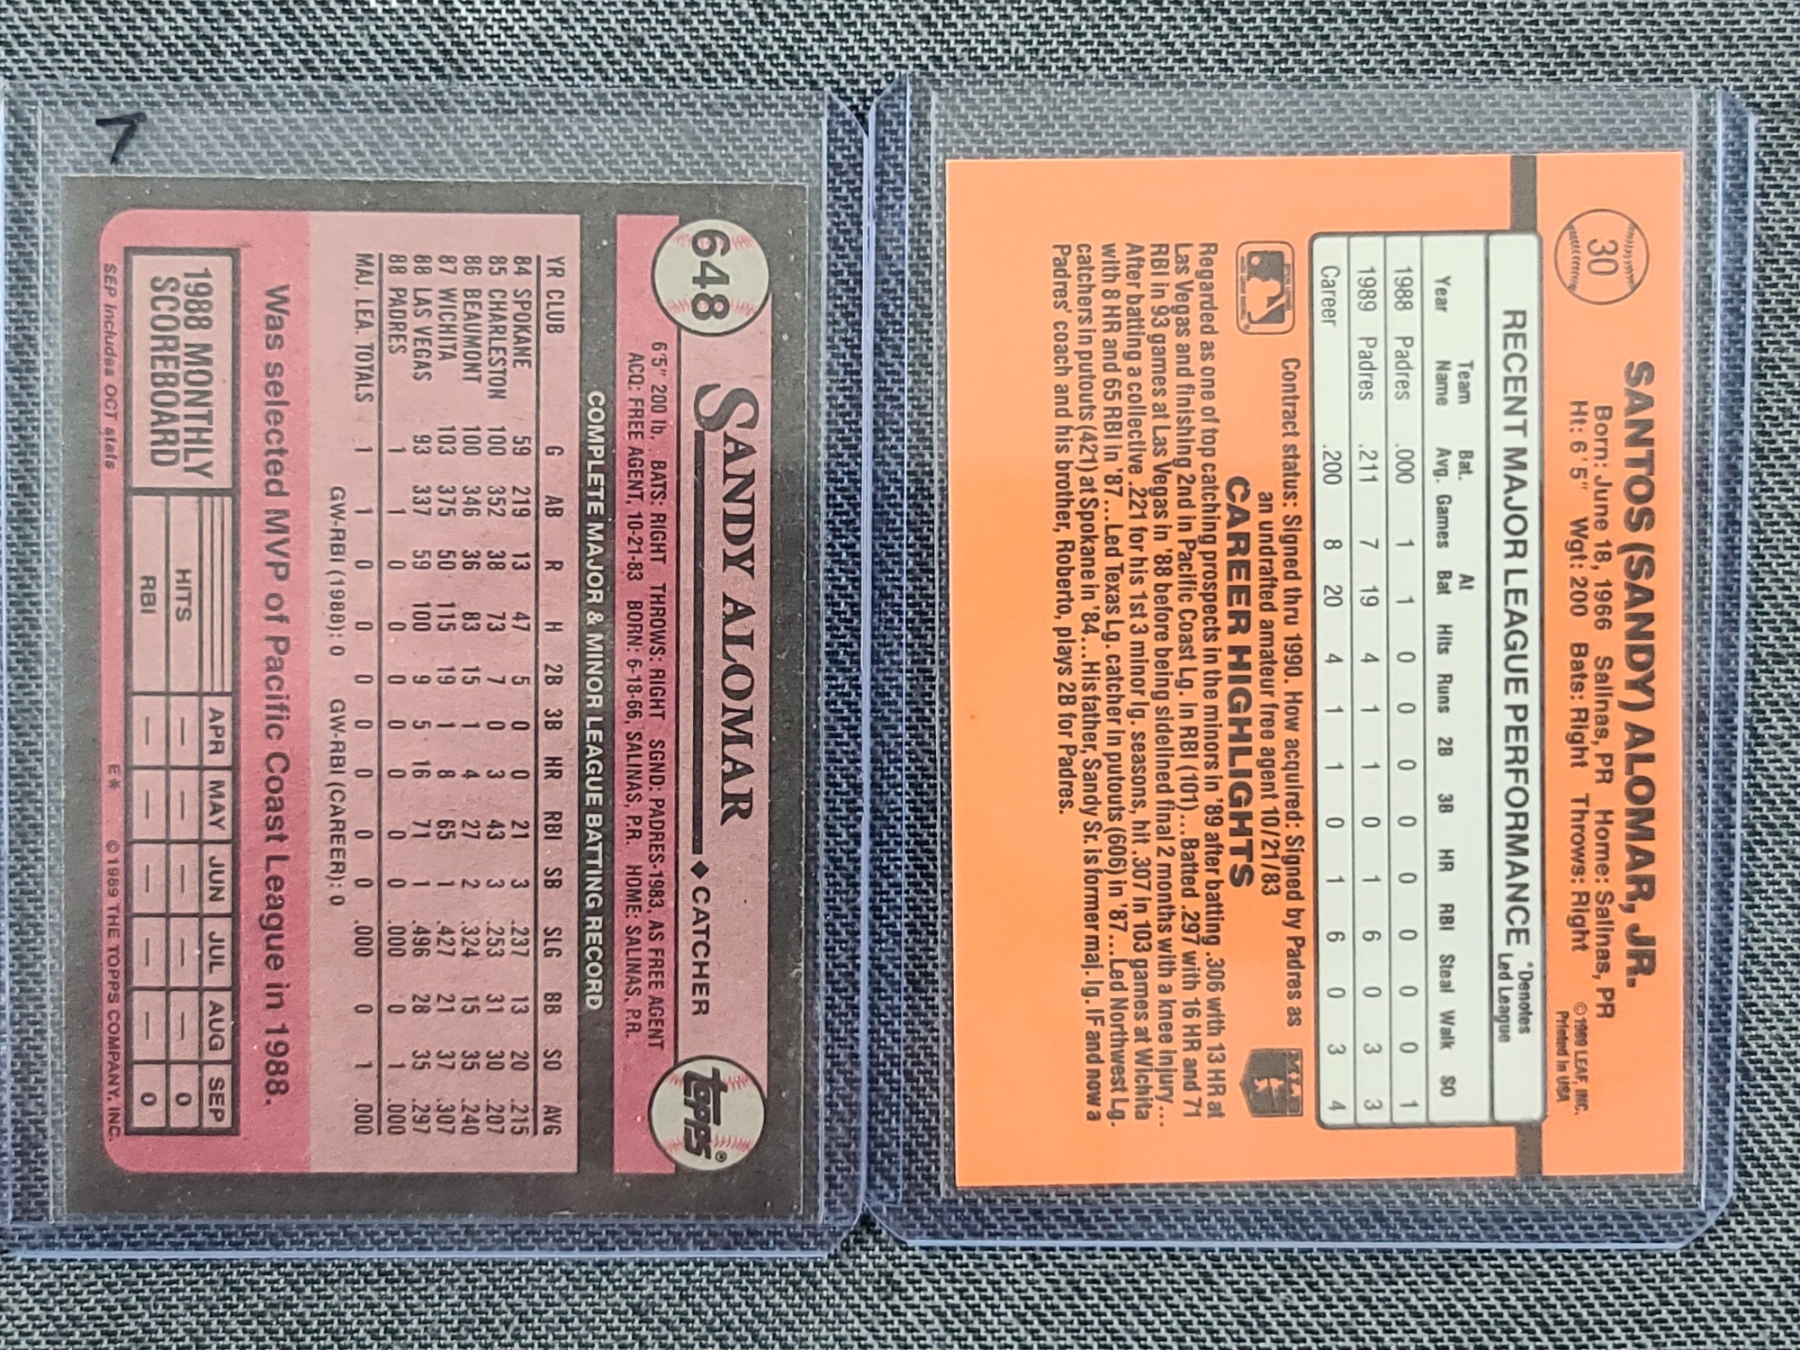 7
648
SANDY ALOMAR ◆ CATCHER
TOPPS®
6'5" 200 lb. BATS: RIGHT THROWS: RIGHT SGND: PADRES-1983, AS FREE AGENT
ACQ: FREE AGENT, 10-21-83 BORN: 6-18-66, SALINAS, P.R. HOME: SALINAS, P.R.
COMPLETE MAJOR & MINOR LEAGUE BATTING RECORD
YR CLUB G AB R H 2B 3B HR RBI SB SLG BB SO AVG
84 SPOKANE 59 219 13 47 5 0 0 21 3 .237 13 20 .215
85 CHARLESTON 100 352 38 73 7 0 3 43 3 .253 31 30 .207
86 BEAUMONT 100 346 36 83 15 1 4 27 2 .324 15 35 .240
87 WICHITA 103 375 50 115 19 1 8 65 1 .427 21 37 .307
88 LAS VEGAS 93 337 59 100 9 5 16 71 1 .496 28 35 .297
88 PADRES 1 1 0 0 0 0 0 0 0 .000 0 1 .000
MAJ. LEA. TOTALS 1 1 0 0 0 0 0 0 0 .000 0 1 .000
GW-RBI (1988): 0 GW-RBI (CAREER): 0
Was selected MVP of Pacific Coast League in 1988.
1988 MONTHLY
SCOREBOARD
APR MAY JUN JUL AUG SEP
HITS — — — — — 0
RBI — — — — — 0
SEP Includes OCT stats
E** © 1989 THE TOPPS COMPANY, INC.
30
SANTOS (SANDY) ALOMAR, JR.
Born: June 18, 1966 Salinas, PR Home: Salinas, PR
Ht: 6'5" Wgt: 200 Bats: Right Throws: Right
© 1989 LEAF, INC.
Printed in USA
RECENT MAJOR LEAGUE PERFORMANCE
*Denotes
Led League
Team Bat. At
Year Name Avg. Games Bat Hits Runs 2B 3B HR RBI Steal Walk SO
1988 Padres .000 1 1 0 0 0 0 0 0 0 0 1
1989 Padres .211 7 19 4 1 1 0 1 6 0 3 3
Career .200 8 20 4 1 1 0 1 6 0 3 4
Contract status: Signed thru 1990. How acquired: Signed by Padres as
an undrafted amateur free agent 10/21/83
CAREER HIGHLIGHTS
Regarded as one of top catching prospects in the minors in '89 after batting .306 with 13 HR at
Las Vegas and finishing 2nd in Pacific Coast Lg. in RBI (101)... Batted .297 with 16 HR and 71
RBI in 93 games at Las Vegas in '88 before being sidelined final 2 months with a knee injury...
After batting a collective .221 for his 1st 3 minor lg. seasons, hit .307 in 103 games at Wichita
with 8 HR and 65 RBI in '87... Led Texas Lg. catcher in putouts (606) in '87... Led Northwest Lg.
catchers in putouts (421) at Spokane in '84... His father, Sandy Sr. is former maj. lg. IF and now a
Padres' coach and his brother, Roberto, plays 2B for Padres.